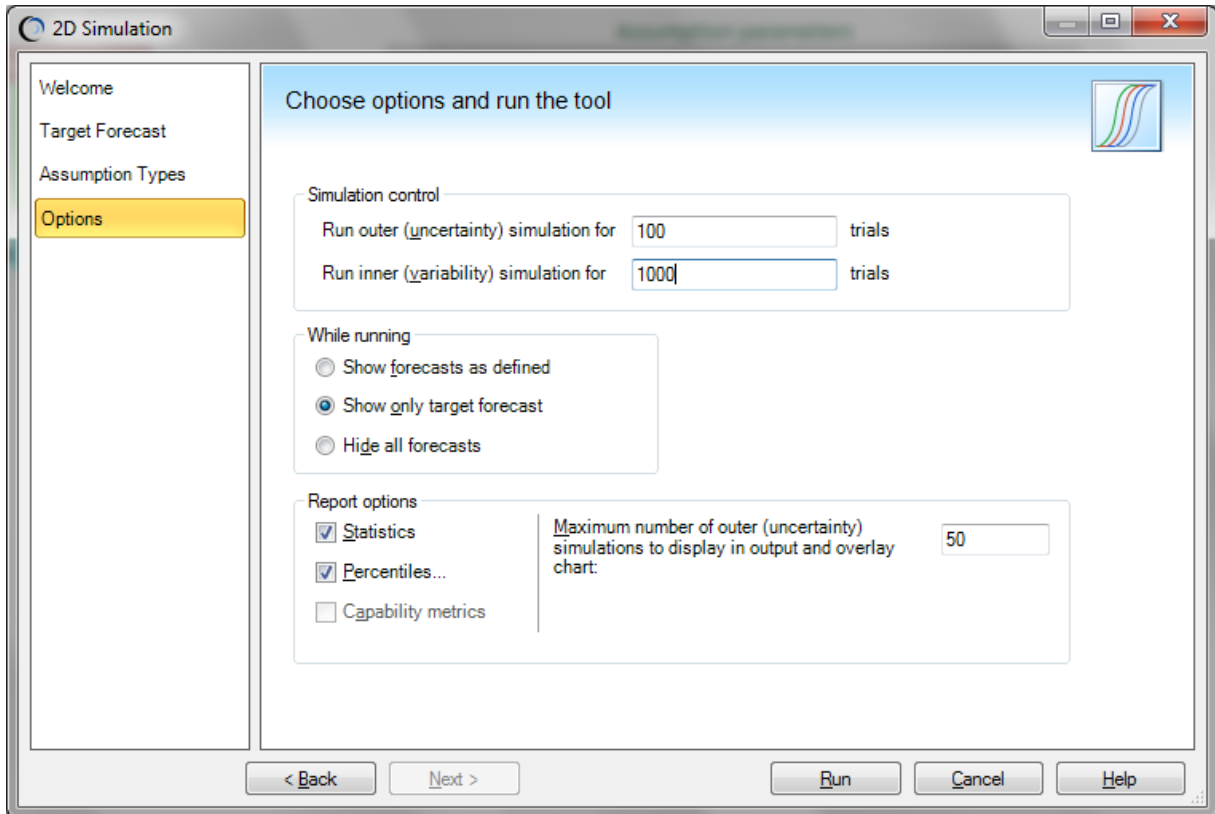 2D Simulation
Welcome
Target Forecast
Assumption Types
Options
Choose options and run the tool
Simulation control
Run outer (uncertainty) simulation for 100 trials
Run inner (variability) simulation for 1000 trials
While running
Show forecasts as defined
Show only target forecast
Hide all forecasts
Report options
Statistics
Percentiles...
Capability metrics
Maximum number of outer (uncertainty)
simulations to display in output and overlay
chart:
50
< Back Next > Run Cancel Help